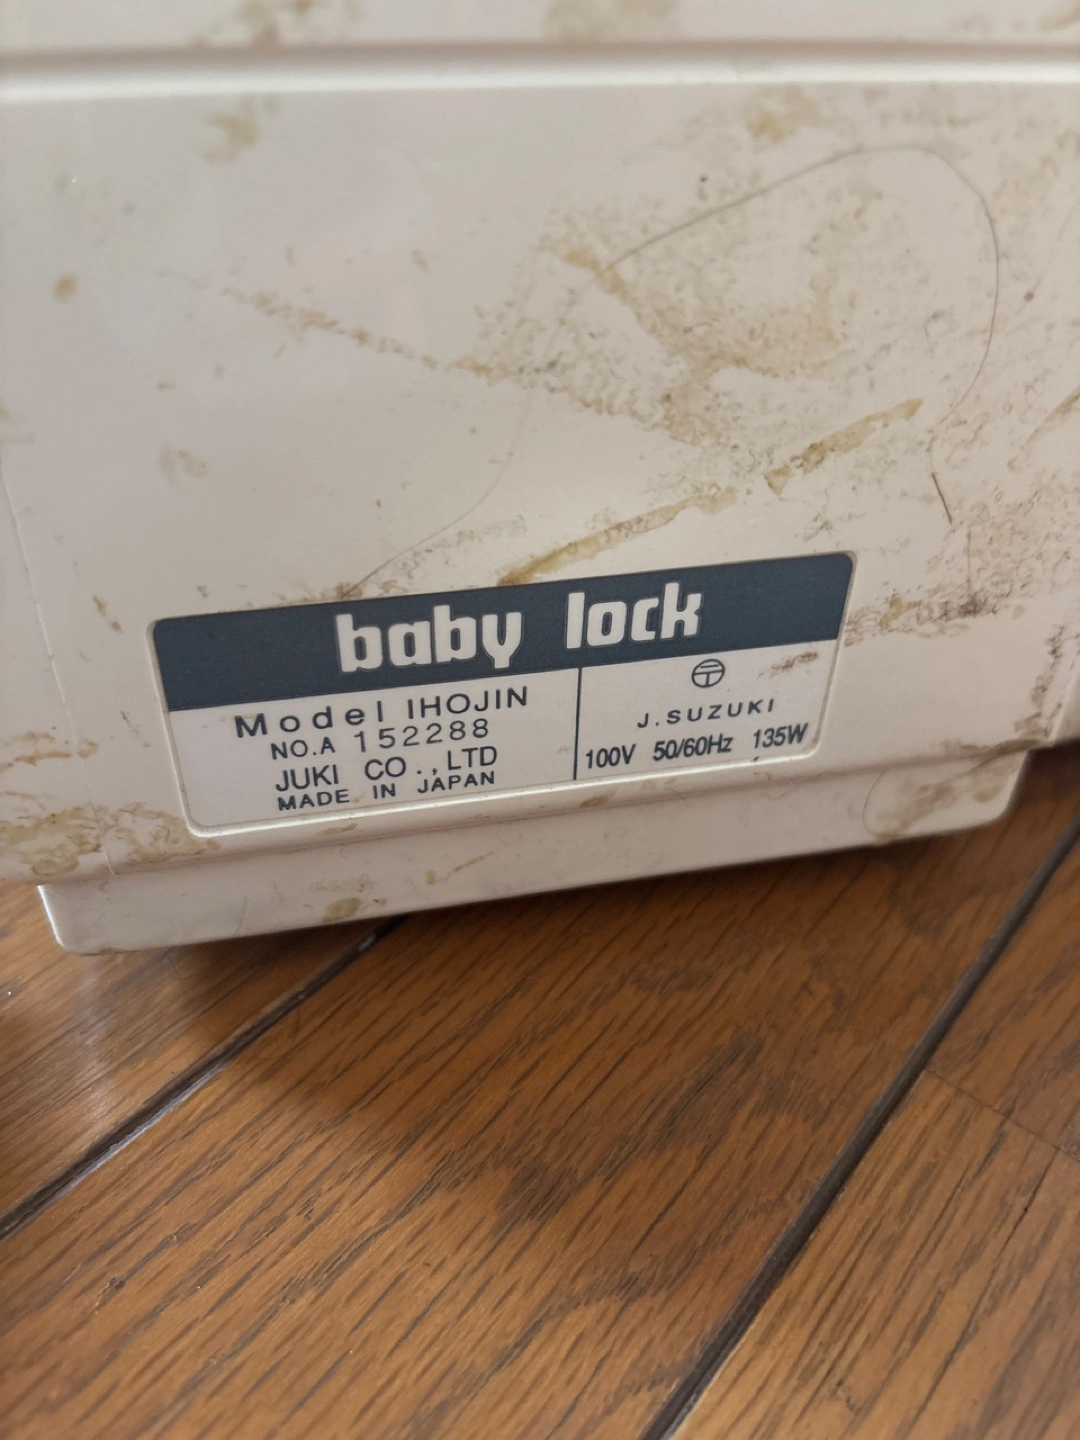 baby lock
Model IHOJIN
NO.A 152288
JUKI CO.,LTD
MADE IN JAPAN
J.SUZUKI
100V 50/60Hz 135W